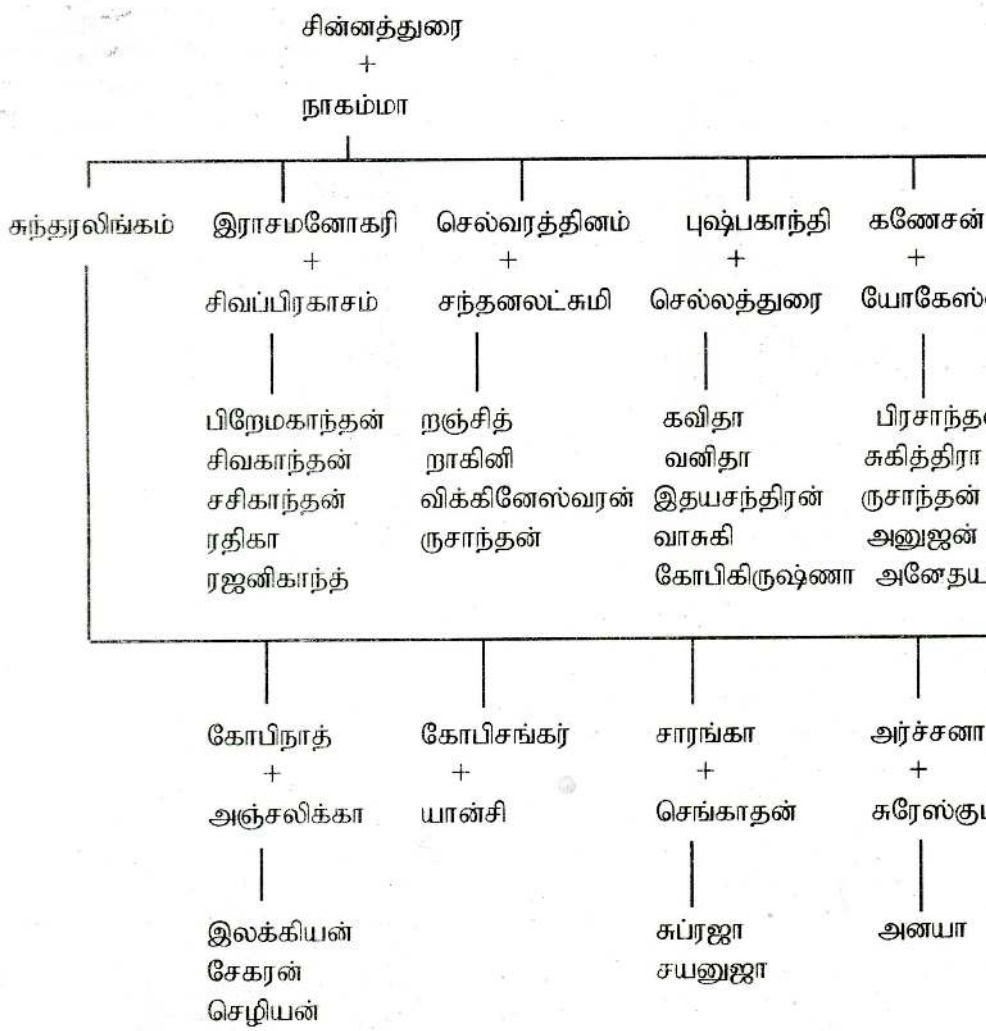 சின்னத்துரை
+
நாகம்மா
சுந்தரலிங்கம் இராசமனோகரி செல்வரத்தினம் புஷ்பகாந்தி கணேசன்
+ + + +
சிவப்பிரகாசம் சந்தனலட்சுமி செல்லத்துரை
பிறேமகாந்தன் றஞ்சித் கவிதா
சிவகாந்தன் றாகினி வனிதா சுகித்திரா
சசிகாந்தன் விக்கினேஸ்வரன் இதயசந்திரன் ருசாந்தன்
ரதிகா ருசாந்தன் வாசுகி அனுஜன்
ரஜனிகாந்த் கோபிகிருஷ்ணா
கோபிநாத் கோபிசங்கர் சாரங்கா அர்ச்சனா
+ + + +
அஞ்சலிக்கா யான்சி செங்காதன்
இலக்கியன் சுப்ரஜா அனயா
சேகரன் சயனுஜா
செழியன்